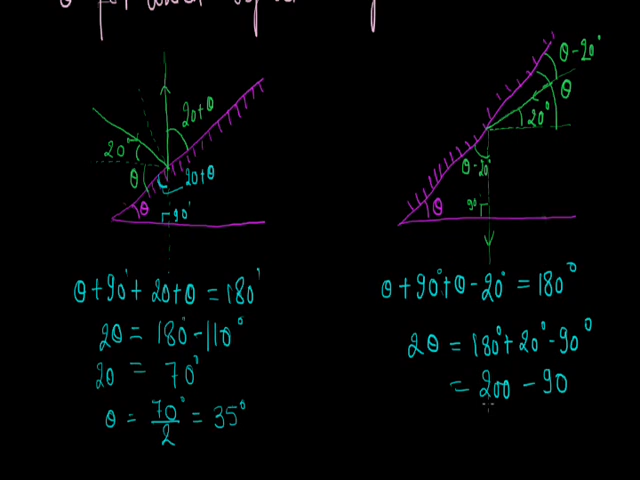 20+θ
20°
θ
20+θ
θ
90°
θ+90°+20+θ = 180°
2θ = 180°-110°
2θ = 70°
θ = 70°/2 = 35°
θ-20°
θ
20°
θ-20°
90°
θ
θ+90°+θ-20° = 180°
2θ = 180°+20°-90°
= 200 - 90